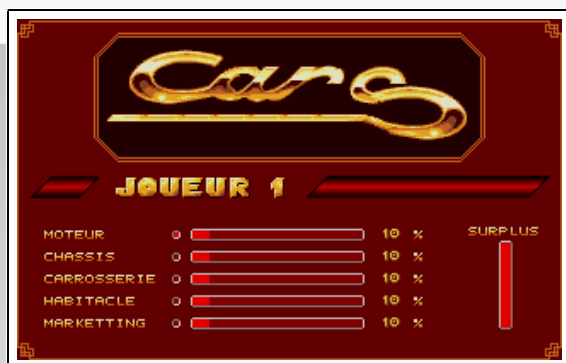 Cars
JOUEUR 1
MOTEUR 10 % SURPLUS
CHASSIS 10 %
CARROSSERIE 10 %
HABITACLE 10 %
MARKETTING 10 %